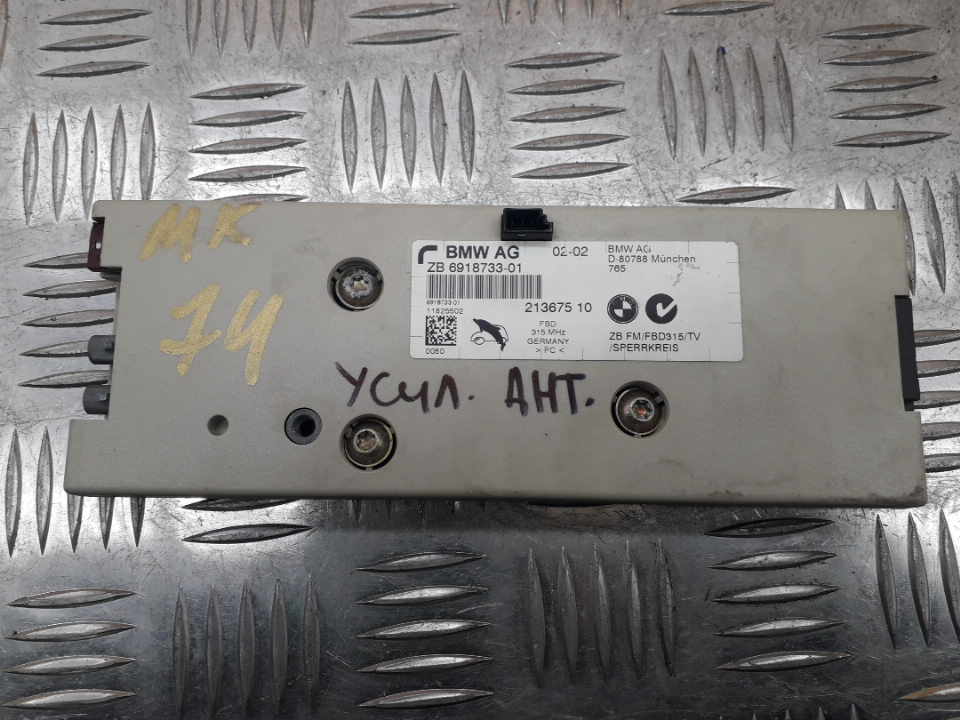 МК
74
BMW AG 02-02
ZB 6918733-01
6918733-01
11825502
213675 10
0G50
FBD
315 MHz
GERMANY
> PC <
BMW AG
D-80788 München
765
ZB FM/FBD315/TV
/SPERRKREIS
УСИЛ. АНТ.